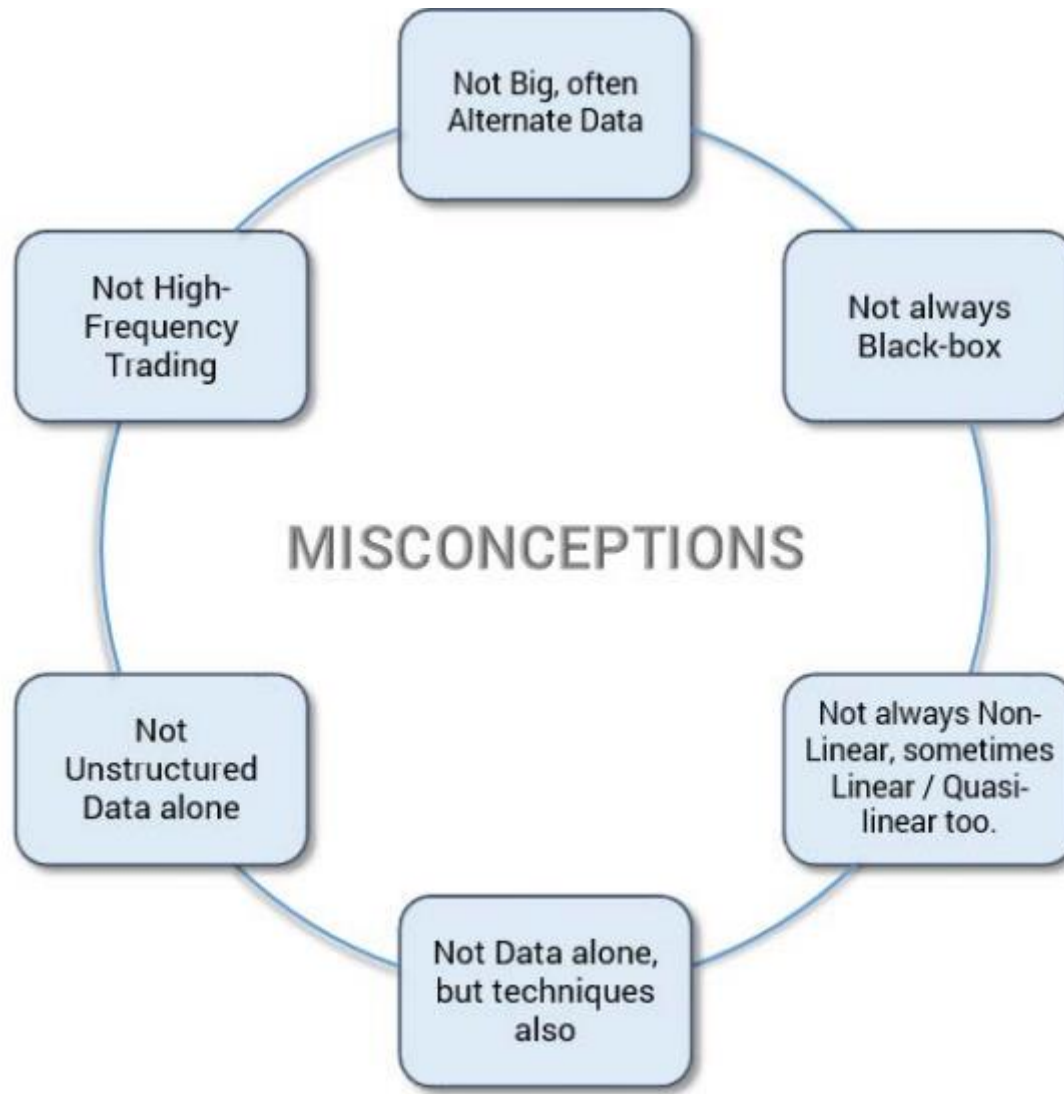 Not Big, often
Alternate Data
Not always
Black-box
Not always Non-
Linear, sometimes
Linear / Quasi-
linear too.
Not Data alone,
but techniques
also
Not
Unstructured
Data alone
Not High-
Frequency
Trading
MISCONCEPTIONS